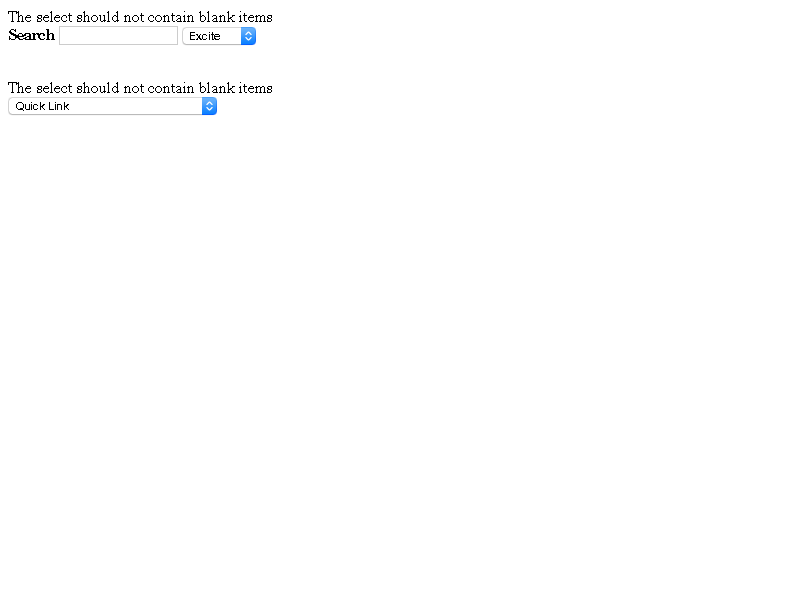 The select should not contain blank items
Search Excite
The select should not contain blank items
Quick Link